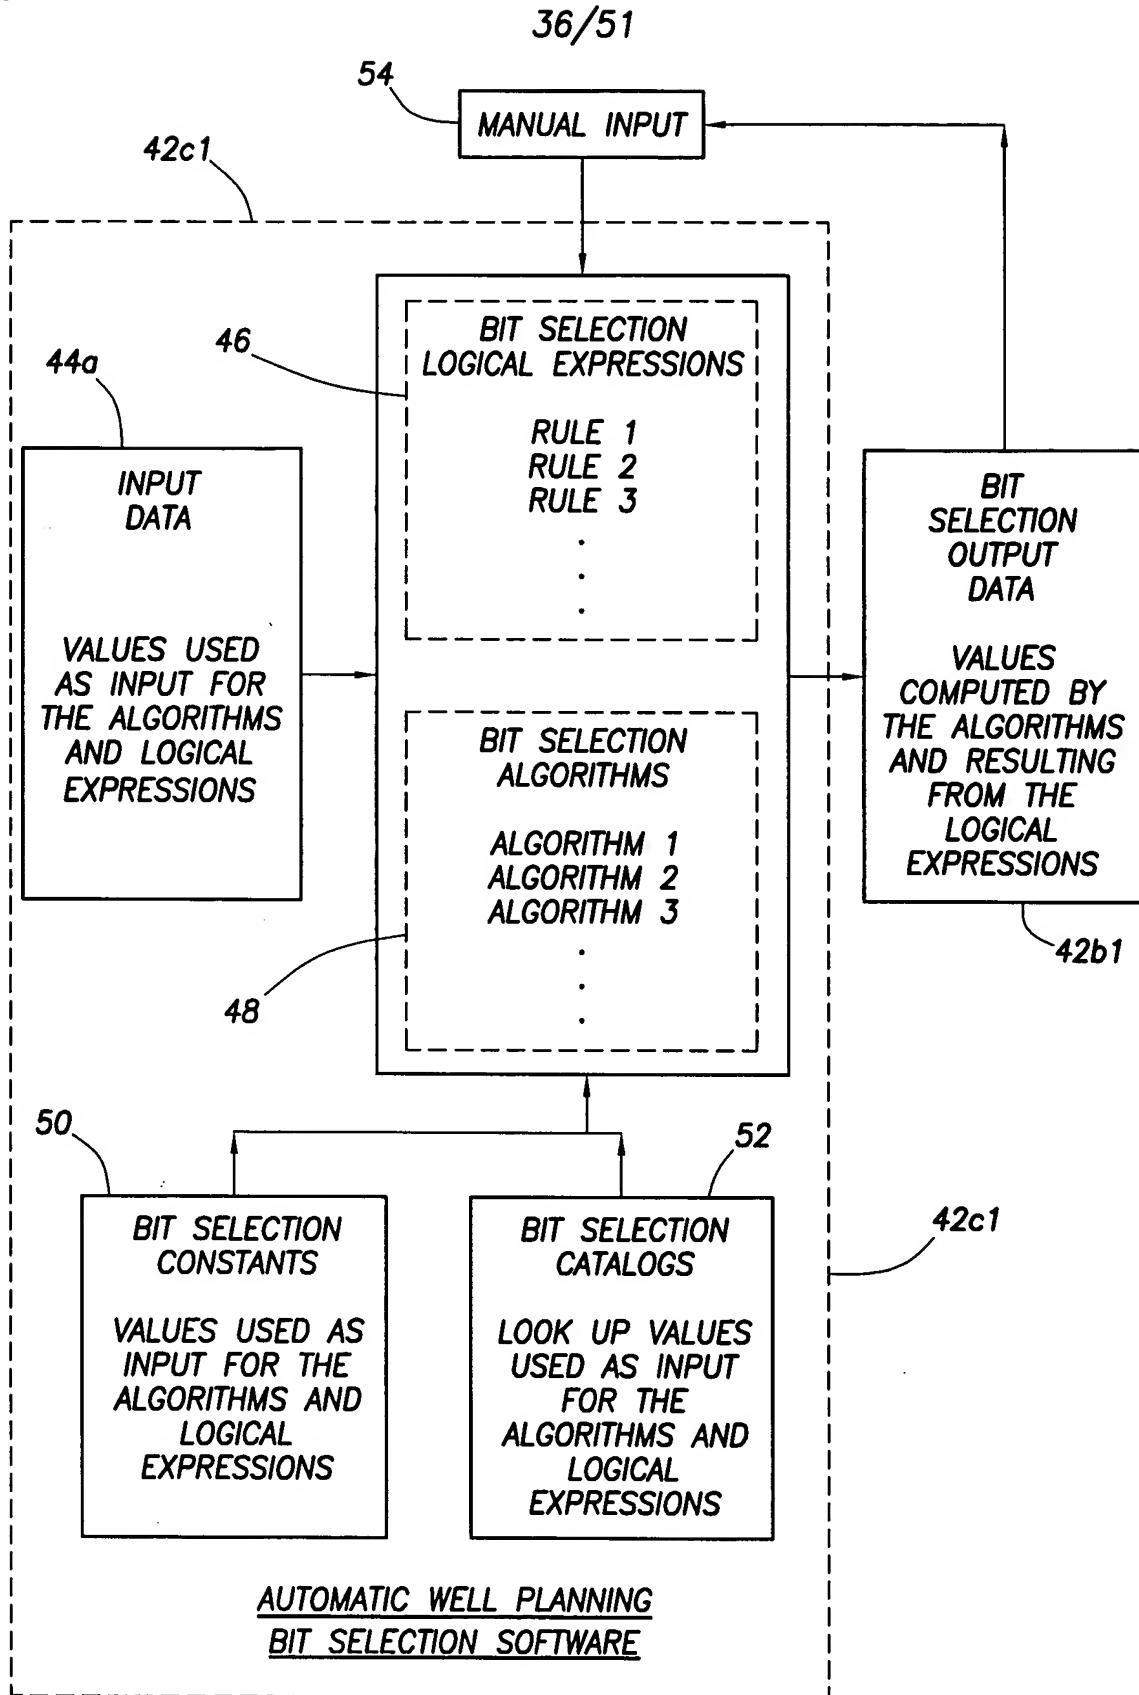 36/51
54
MANUAL INPUT
42c1
46
BIT SELECTION
LOGICAL EXPRESSIONS
RULE 1
RULE 2
RULE 3
.
.
.
44a
INPUT
DATA
VALUES USED
AS INPUT FOR
THE ALGORITHMS
AND LOGICAL
EXPRESSIONS
BIT SELECTION
ALGORITHMS
ALGORITHM 1
ALGORITHM 2
ALGORITHM 3
.
.
.
48
BIT
SELECTION
OUTPUT
DATA
VALUES
COMPUTED BY
THE ALGORITHMS
AND RESULTING
FROM THE
LOGICAL
EXPRESSIONS
42b1
50
BIT SELECTION
CONSTANTS
VALUES USED AS
INPUT FOR THE
ALGORITHMS AND
LOGICAL
EXPRESSIONS
52
BIT SELECTION
CATALOGS
LOOK UP VALUES
USED AS INPUT
FOR THE
ALGORITHMS AND
LOGICAL
EXPRESSIONS
42c1
AUTOMATIC WELL PLANNING
BIT SELECTION SOFTWARE